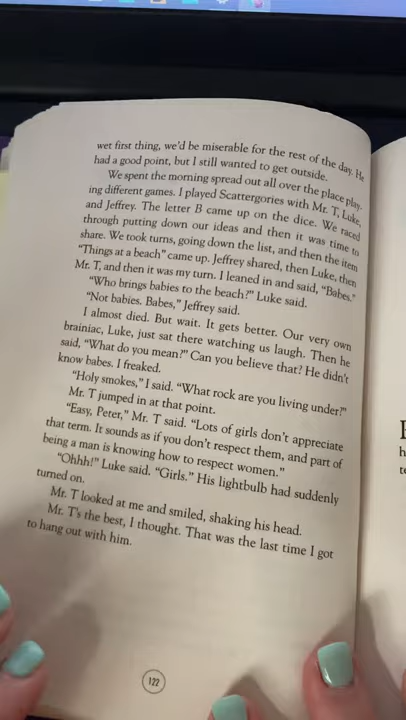 wet first thing, we'd be miserable for the rest of the day. He
had a good point, but I still wanted to get outside.
We spent the morning spread out all over the place play-
ing different games. I played Scattergories with Mr. T, Luke,
and Jeffrey. The letter B came up on the dice. We raced
through putting down our ideas and then it was time to
share. We took turns, going down the list, and then the item
"Things at a beach" came up. Jeffrey shared, then Luke, then
Mr. T, and then it was my turn. I leaned in and said, "Babes."
"Who brings babies to the beach?" Luke said.
"Not babies. Babes," Jeffrey said.
I almost died. But wait. It gets better. Our very own
brainiac, Luke, just sat there watching us laugh. Then he
said, "What do you mean?" Can you believe that? He didn't
know babes. I freaked.
"Holy smokes," I said. "What rock are you living under?"
Mr. T jumped in at that point.
"Easy, Peter," Mr. T said. "Lots of girls don't appreciate
that term. It sounds as if you don't respect them, and part of
being a man is knowing how to respect women."
"Ohhh!" Luke said. "Girls." His lightbulb had suddenly
turned on.
Mr. T looked at me and smiled, shaking his head.
Mr. T's the best, I thought. That was the last time I got
to hang out with him.
122